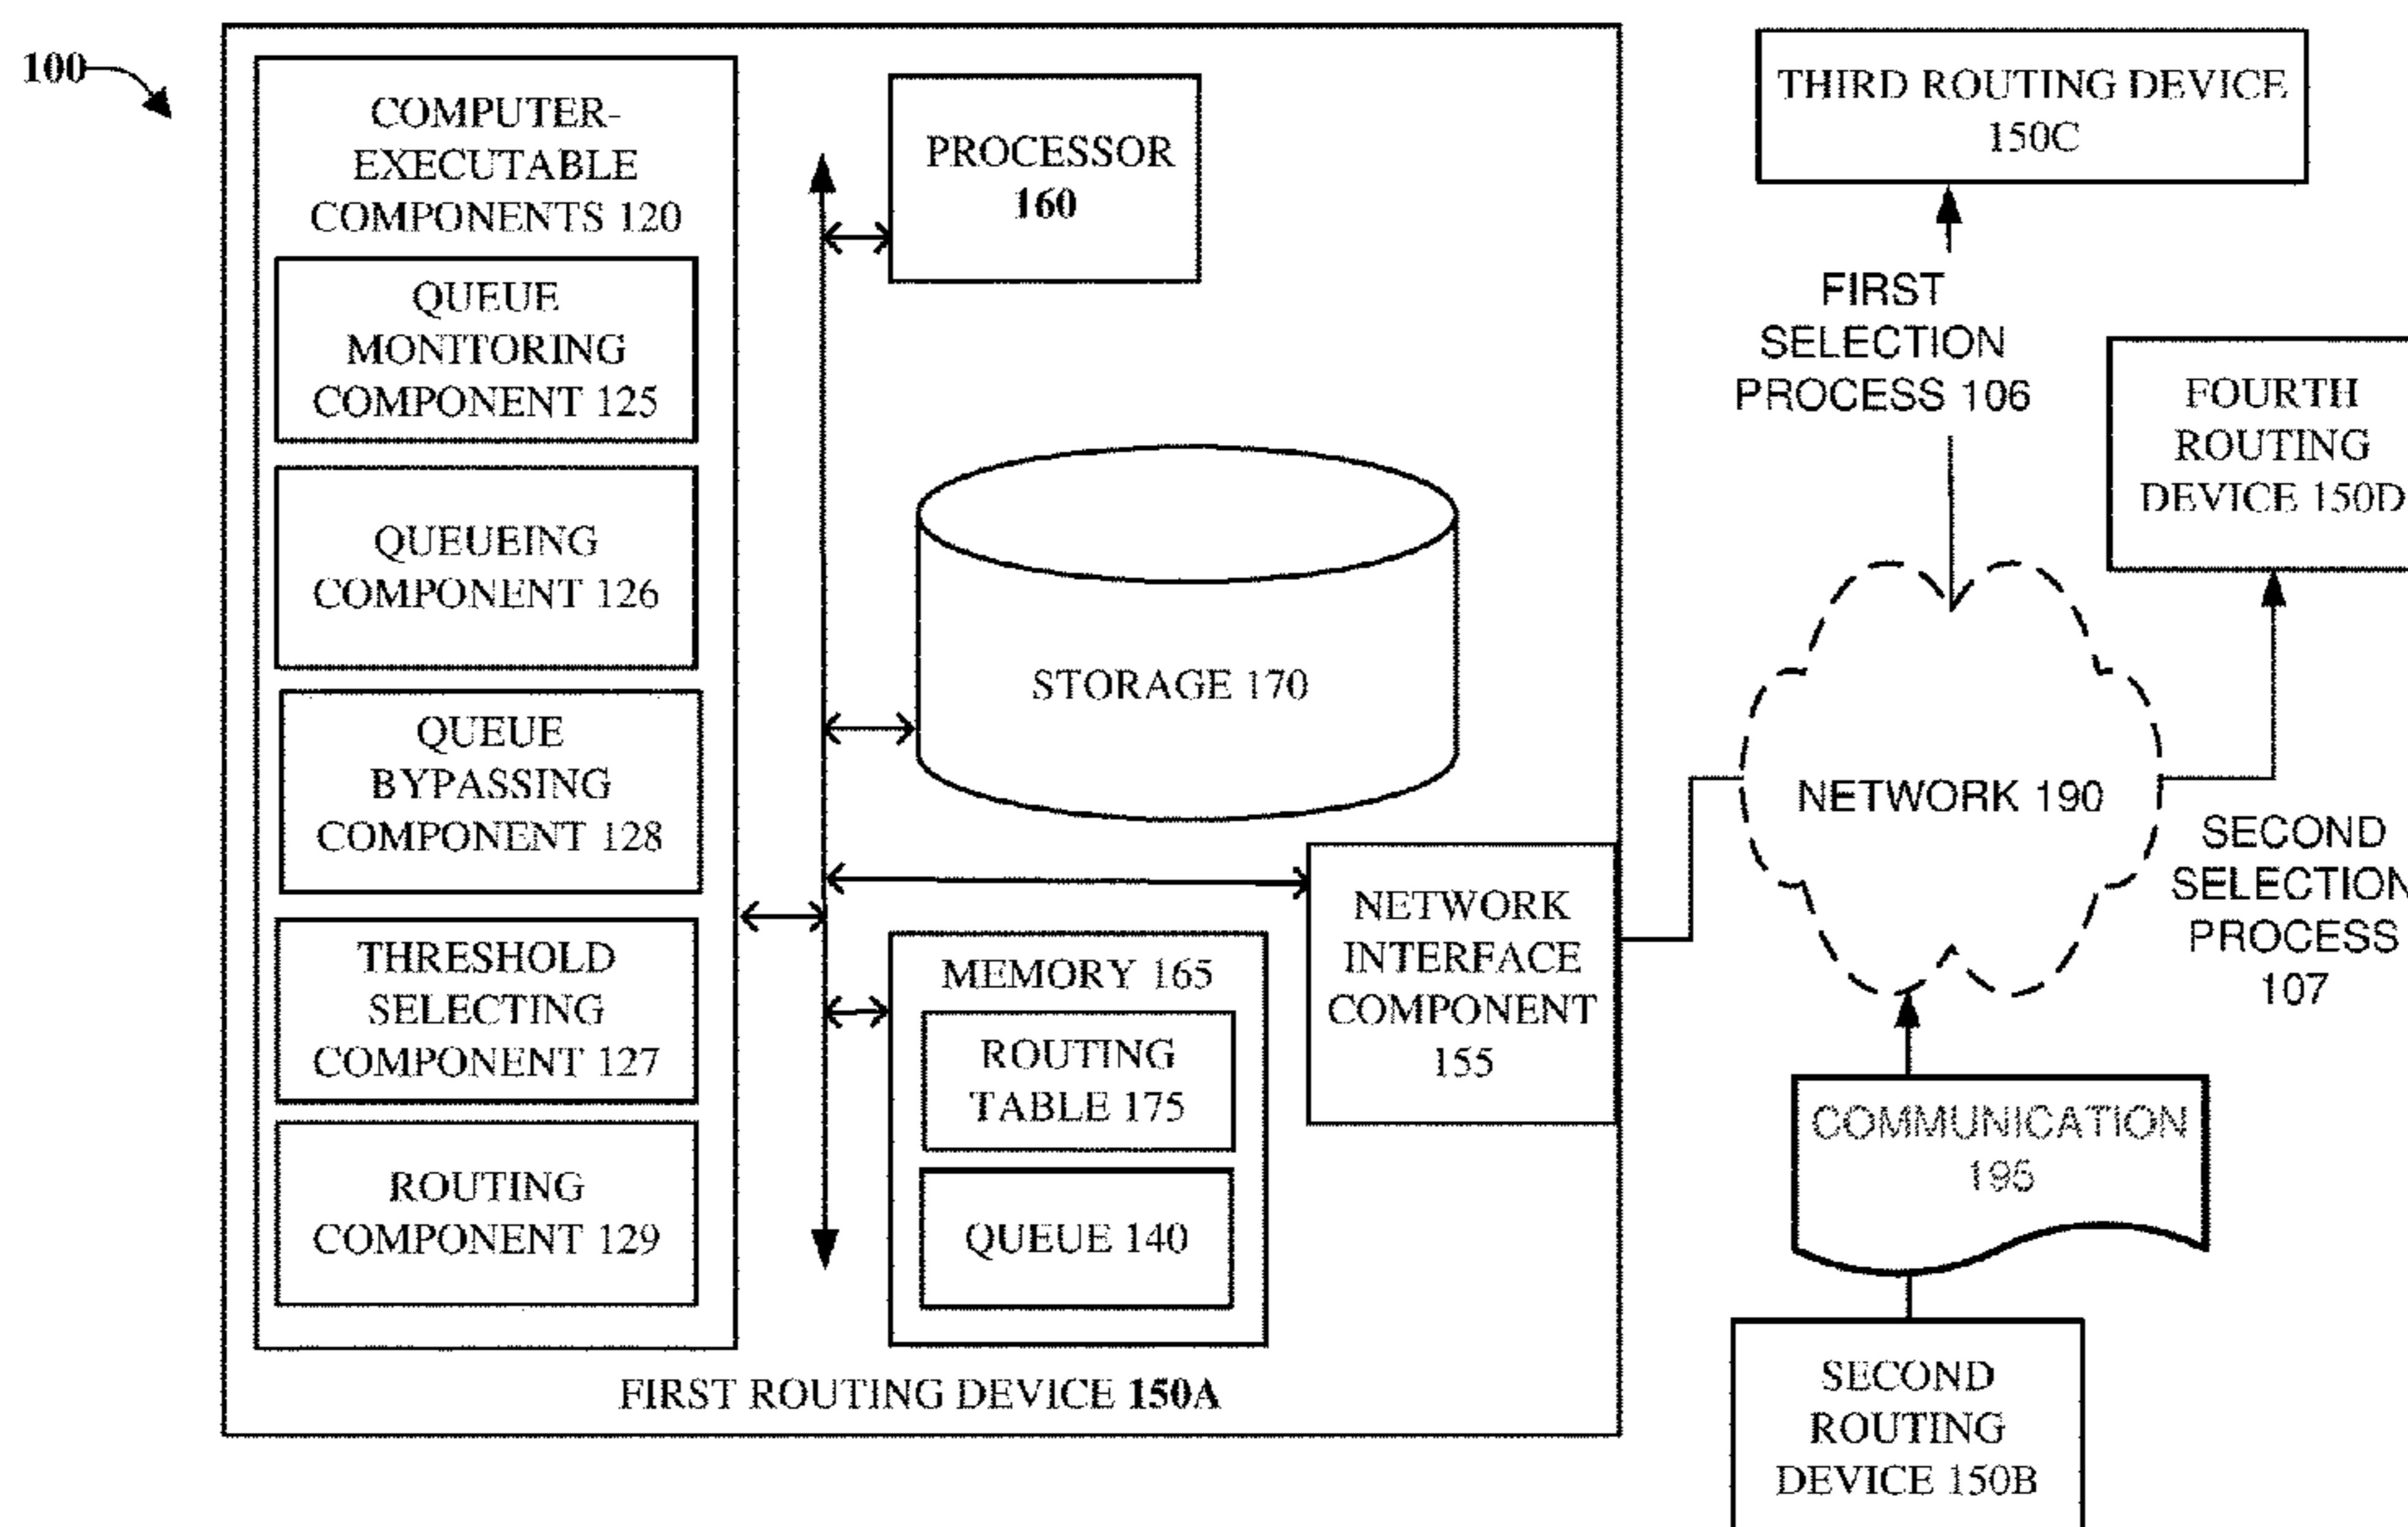 100
COMPUTER-
EXECUTABLE
COMPONENTS 120
QUEUE
MONITORING
COMPONENT 125
QUEUEING
COMPONENT 126
QUEUE
BYPASSING
COMPONENT 128
THRESHOLD
SELECTING
COMPONENT 127
ROUTING
COMPONENT 129
PROCESSOR
160
STORAGE 170
MEMORY 165
ROUTING
TABLE 175
QUEUE 140
NETWORK
INTERFACE
COMPONENT
155
FIRST ROUTING DEVICE 150A
THIRD ROUTING DEVICE
150C
FIRST
SELECTION
PROCESS 106
FOURTH
ROUTING
DEVICE 150D
NETWORK 190
SECOND
SELECTION
PROCESS
107
COMMUNICATION
195
SECOND
ROUTING
DEVICE 150B